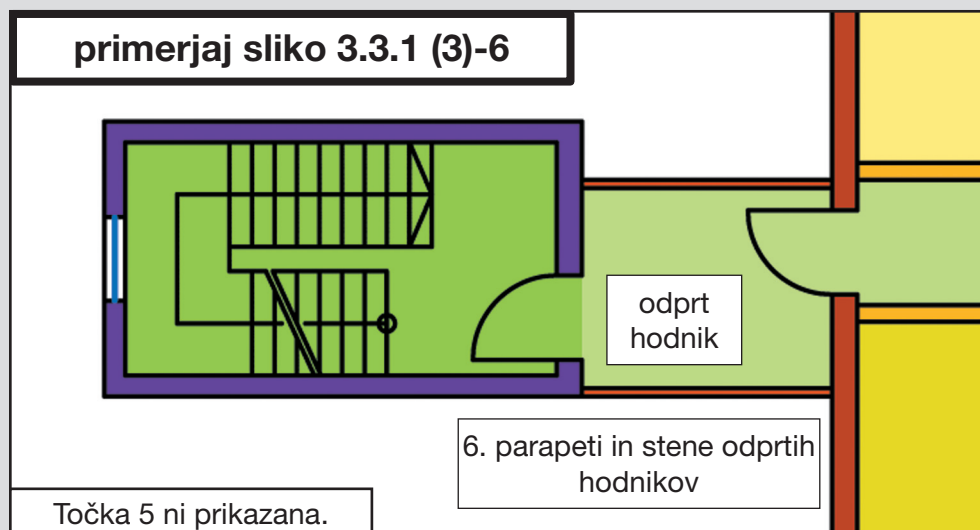 primerjaj sliko 3.3.1 (3)-6
odprt
hodnik
6. parapeti in stene odprtih
hodnikov
Točka 5 ni prikazana.